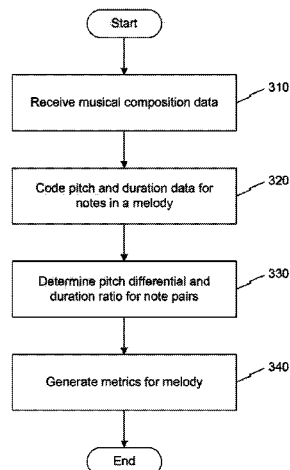 Start
310
Receive musical composition data
320
Code pitch and duration data for
notes in a melody
330
Determine pitch differential and
duration ratio for note pairs
340
Generate metrics for melody
End